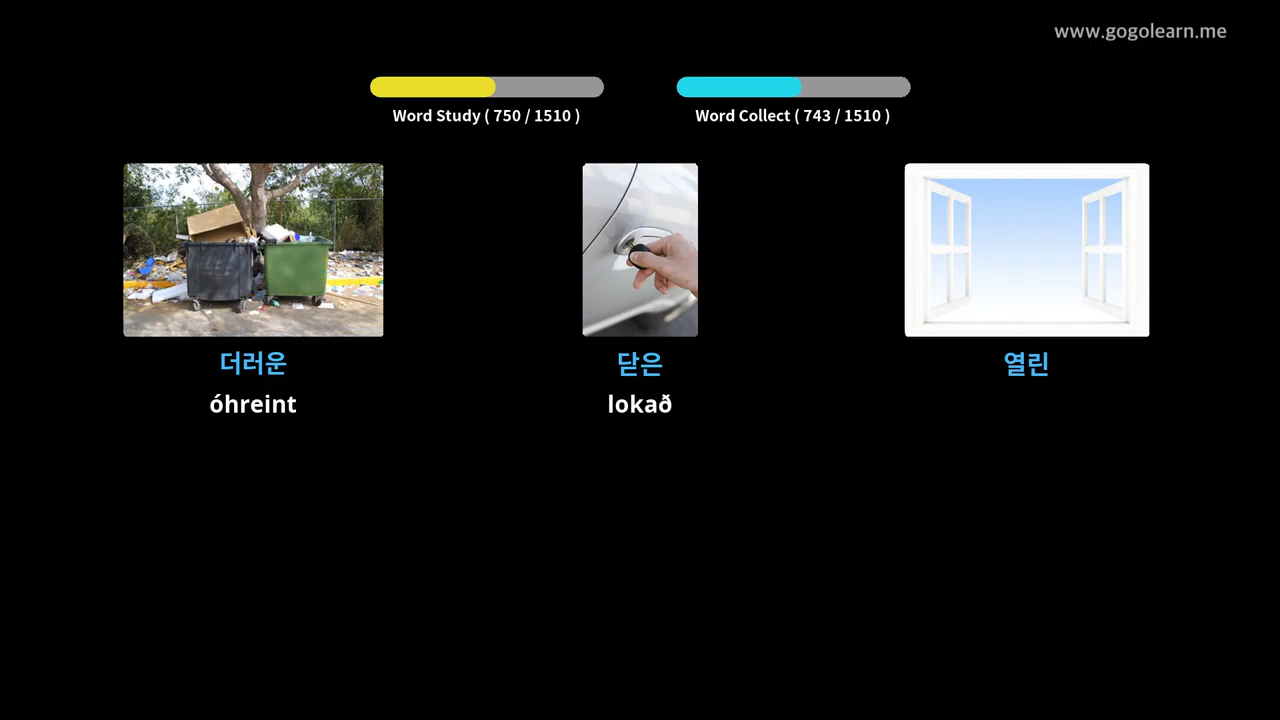 www.gogolearn.me
Word Study ( 750 / 1510 )
Word Collect ( 743 / 1510 )
더러운
닫은
열린
óhreint
lokað